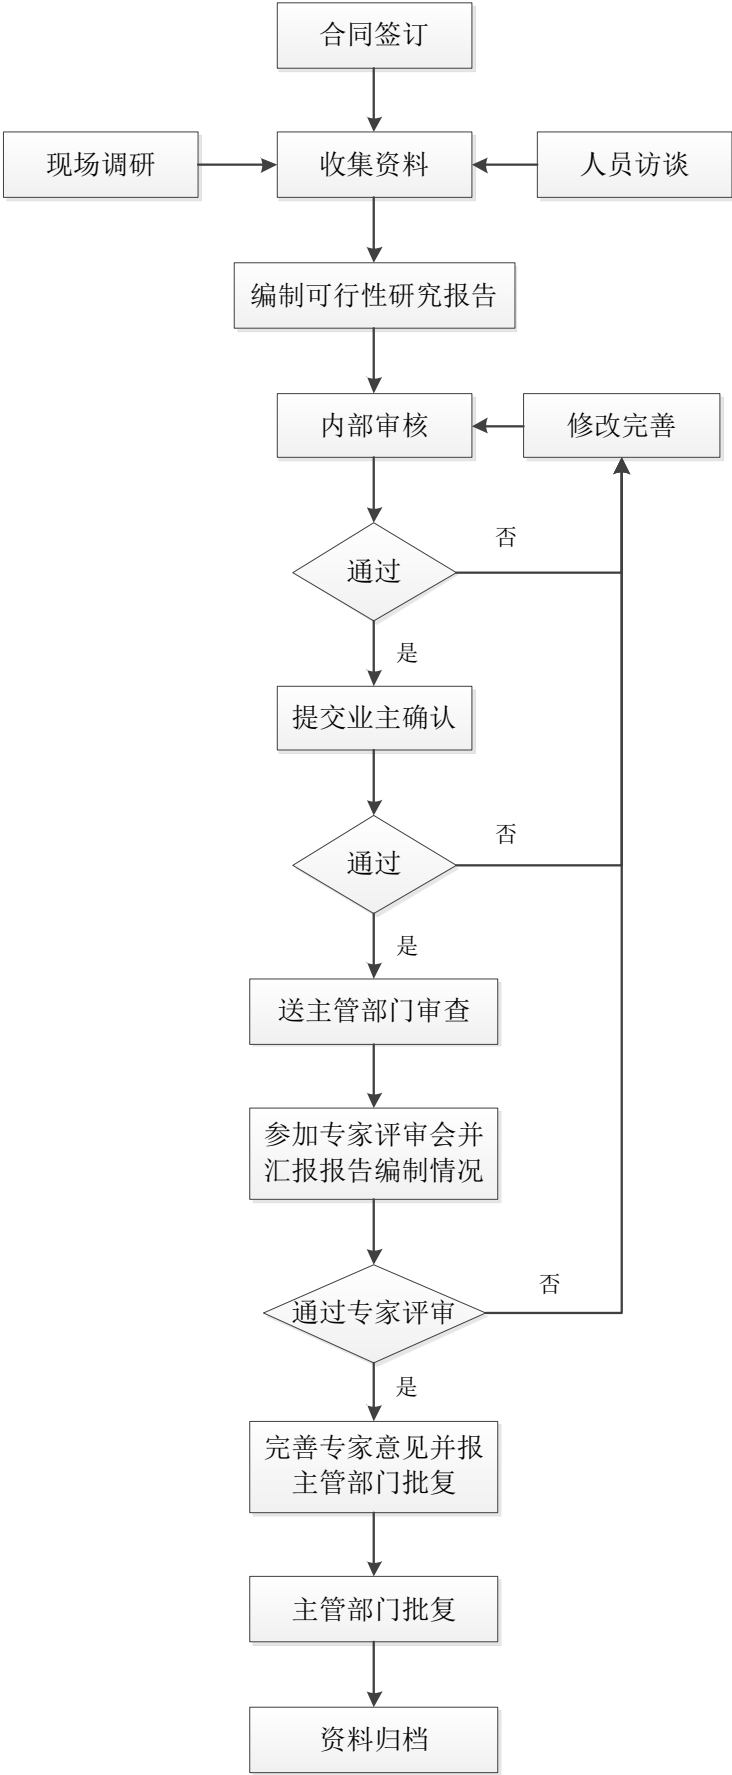 合同签订
现场调研
收集资料
人员访谈
编制可行性研究报告
内部审核
修改完善
通过
否
是
提交业主确认
通过
否
是
送主管部门审查
参加专家评审会并
汇报报告编制情况
通过专家评审
否
是
完善专家意见并报
主管部门批复
主管部门批复
资料归档